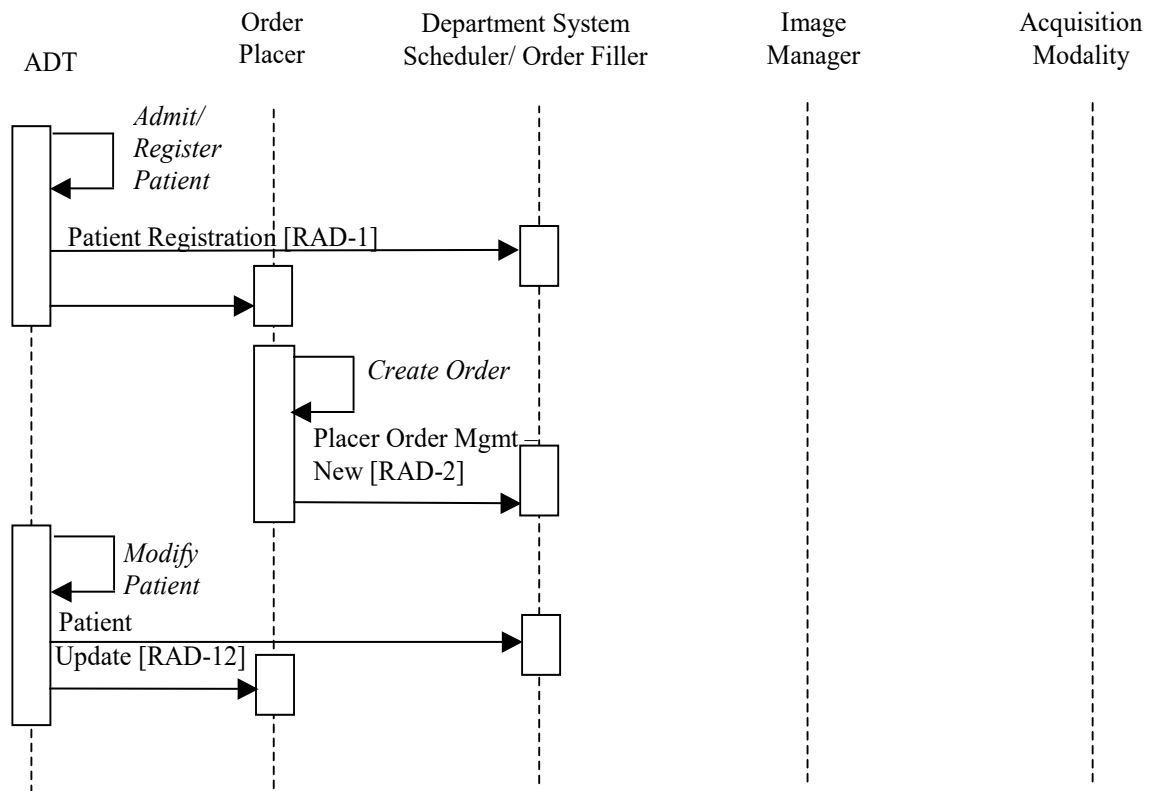 ADT
Order
Placer
Department System
Scheduler/ Order Filler
Image
Manager
Acquisition
Modality
Admit/
Register
Patient
Patient Registration [RAD-1]
Create Order
Placer Order Mgmt –
New [RAD-2]
Modify
Patient
Patient
Update [RAD-12]